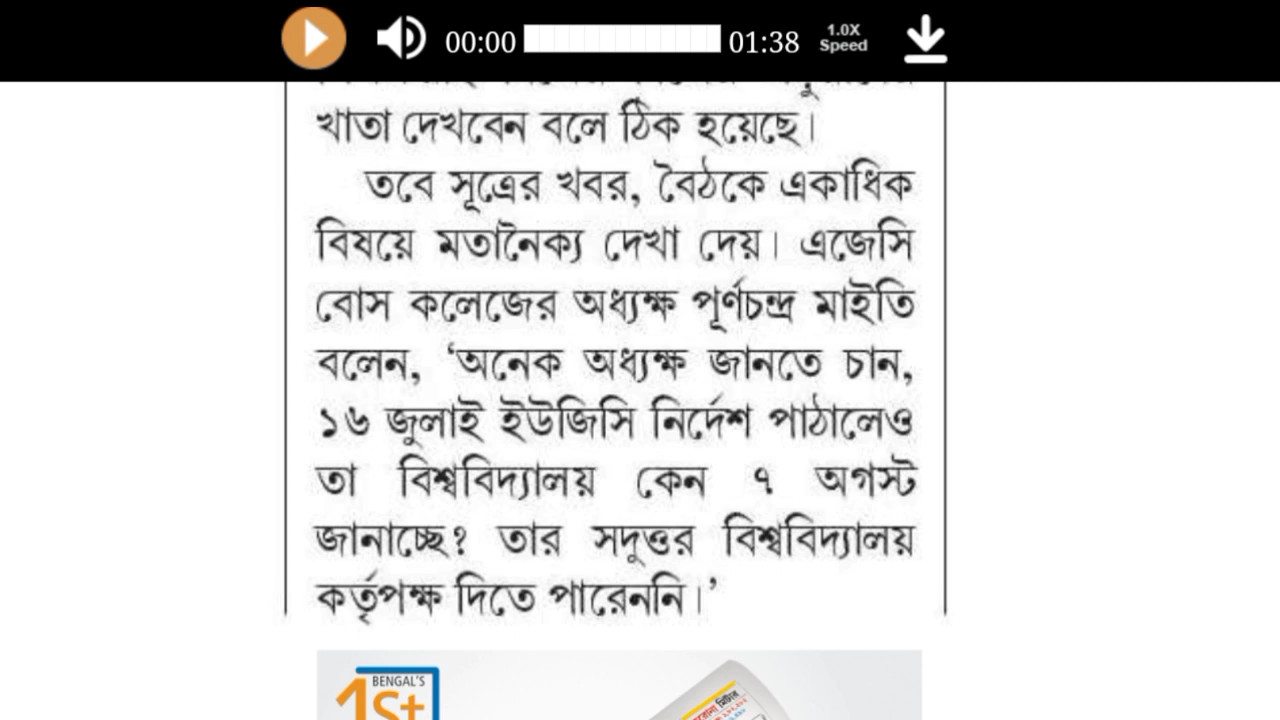 00:00
01:38
1.0X
Speed
খাতা দেখবেন বলে ঠিক হয়েছে।
তবে সূত্রের খবর, বৈঠকে একাধিক
বিষয়ে মতানৈক্য দেখা দেয়। এজেসি
বোস কলেজের অধ্যক্ষ পূর্ণচন্দ্র মাইতি
বলেন, ‘অনেক অধ্যক্ষ জানতে চান,
১৬ জুলাই ইউজিসি নির্দেশ পাঠালেও
তা বিশ্ববিদ্যালয় কেন ৭ অগস্ট
জানাচ্ছে? তার সদুত্তর বিশ্ববিদ্যালয়
কর্তৃপক্ষ দিতে পারেননি।’
BENGAL'S
1st